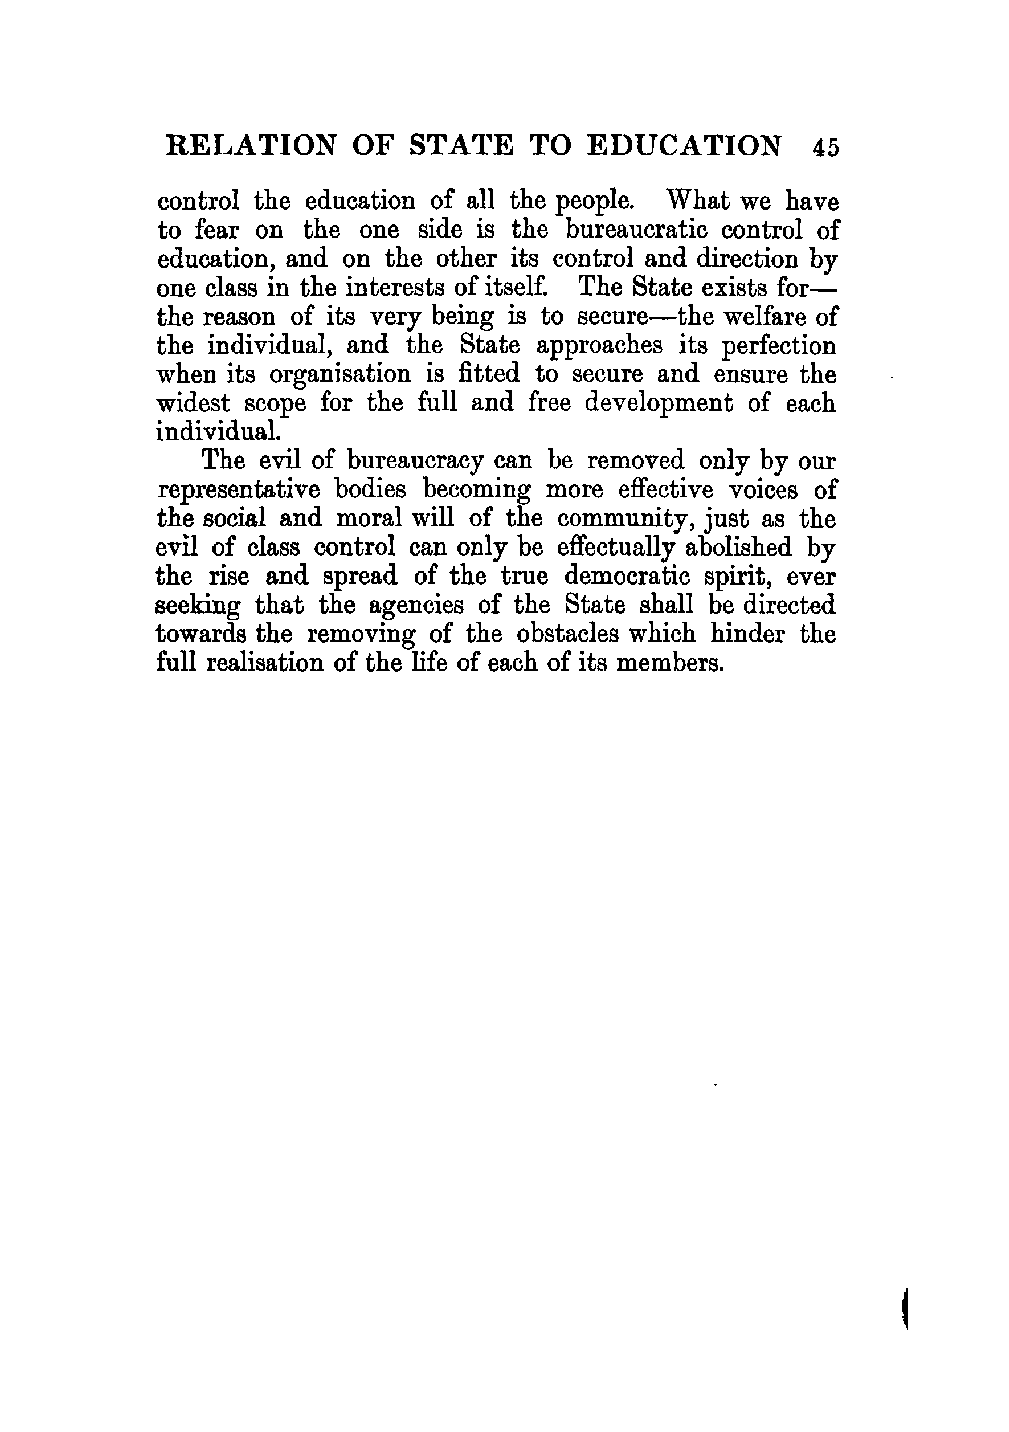 RELATION OF STATE TO EDUCATION 45
control the education of all the people. What we have
to fear on the one side is the bureaucratic control of
education, and on the other its control and direction by
one class in the interests of itself. The State exists for—
the reason of its very being is to secure—the welfare of
the individual, and the State approaches its perfection
when its organisation is fitted to secure and ensure the
widest scope for the full and free development of each
individual.
The evil of bureaucracy can be removed only by our
representative bodies becoming more effective voices of
the social and moral will of the community, just as the
evil of class control can only be effectually abolished by
the rise and spread of the true democratic spirit, ever
seeking that the agencies of the State shall be directed
towards the removing of the obstacles which hinder the
full realisation of the life of each of its members.